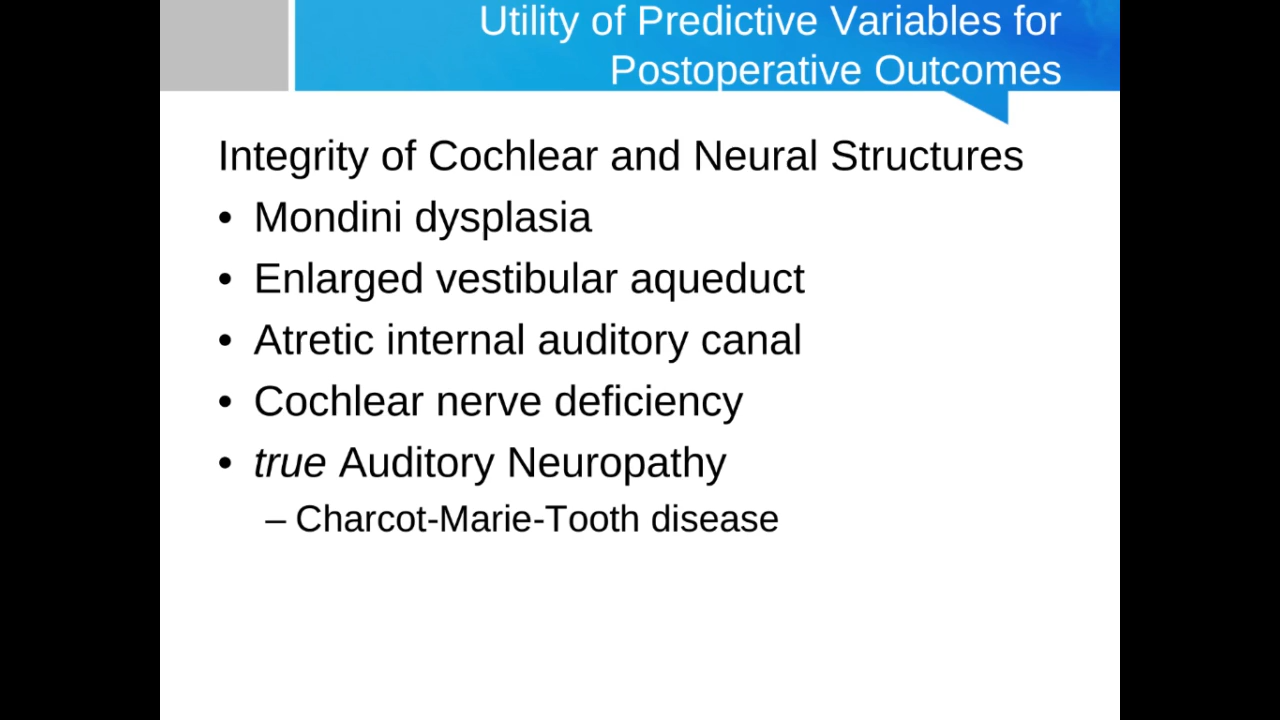 Utility of Predictive Variables for
Postoperative Outcomes
Integrity of Cochlear and Neural Structures
• Mondini dysplasia
• Enlarged vestibular aqueduct
• Atretic internal auditory canal
• Cochlear nerve deficiency
• true Auditory Neuropathy
– Charcot-Marie-Tooth disease